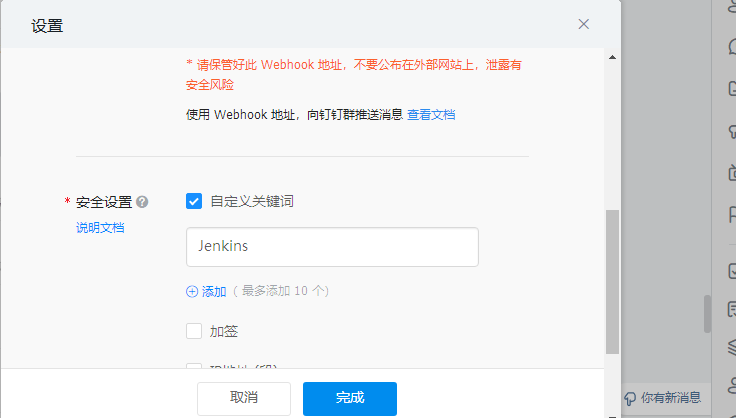 设置
* 请保管好此 Webhook 地址，不要公布在外部网站上，泄露有
安全风险
使用 Webhook 地址，向钉钉群推送消息 查看文档
* 安全设置 ?
自定义关键词
说明文档
Jenkins
添加 ( 最多添加 10 个)
加签
取消
完成
你有新消息